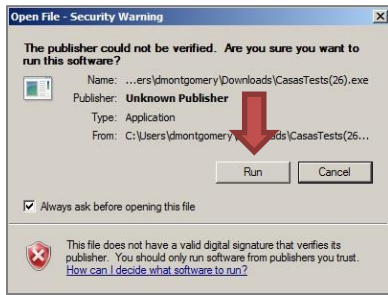 Open File - Security Warning
The publisher could not be verified. Are you sure you want to
run this software?
Name: ...ers\dmontgomery\Downloads\CasasTests(26).exe
Publisher: Unknown Publisher
Type: Application
From: C:\Users\dmontgomery\ ads\CasasTests(26...
Run Cancel
Always ask before opening this file
This file does not have a valid digital signature that verifies its
publisher. You should only run software from publishers you trust.
How can I decide what software to run?